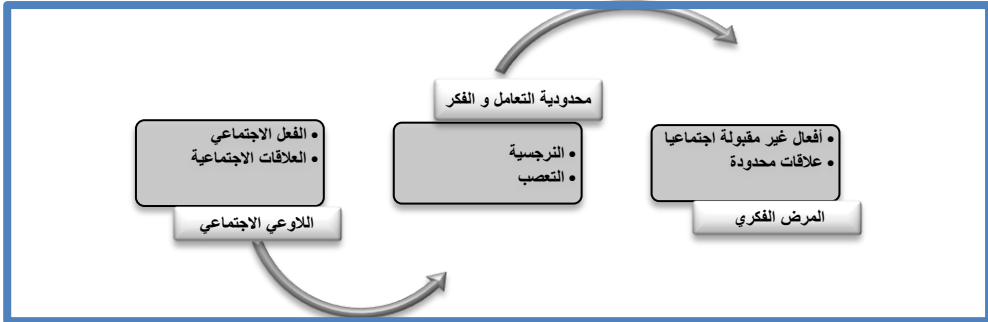 محدودية التعامل و الفكر
• أفعال غير مقبولة اجتماعيا
• علاقات محدودة
المرض الفكري
• النرجسية
• التعصب
• الفعل الاجتماعي
• العلاقات الاجتماعية
اللاوعي الاجتماعي